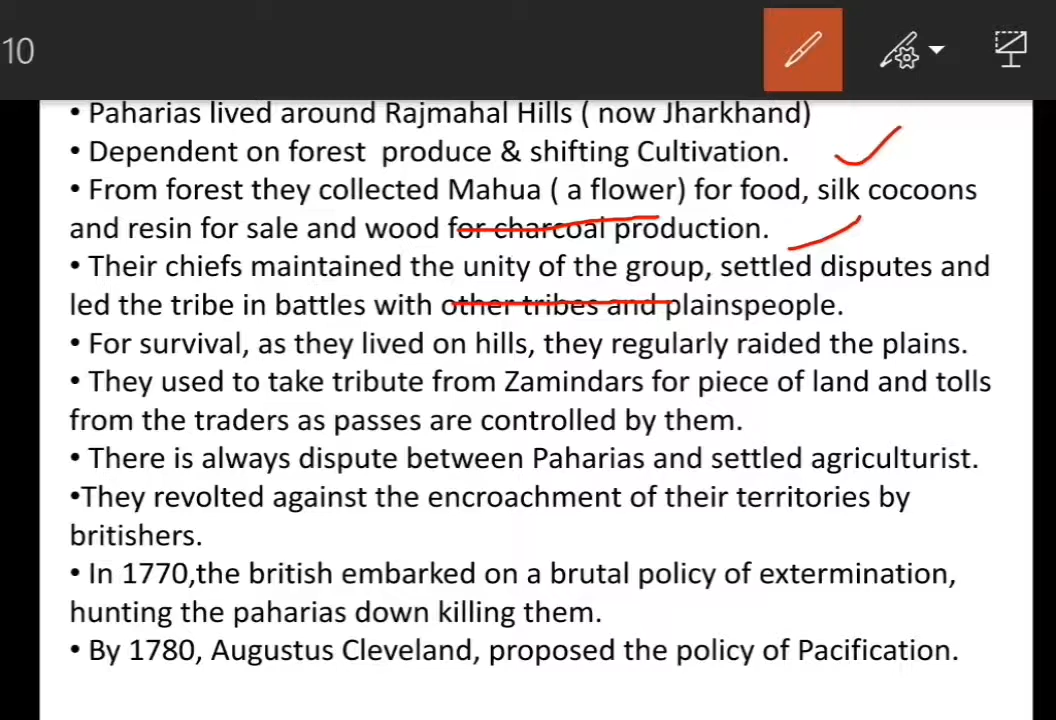 10
• Paharias lived around Rajmahal Hills ( now Jharkhand)
• Dependent on forest produce & shifting Cultivation.
• From forest they collected Mahua ( a flower) for food, silk cocoons
and resin for sale and wood for charcoal production.
• Their chiefs maintained the unity of the group, settled disputes and
led the tribe in battles with other tribes and plainspeople.
• For survival, as they lived on hills, they regularly raided the plains.
• They used to take tribute from Zamindars for piece of land and tolls
from the traders as passes are controlled by them.
• There is always dispute between Paharias and settled agriculturist.
•They revolted against the encroachment of their territories by
britishers.
• In 1770,the british embarked on a brutal policy of extermination,
hunting the paharias down killing them.
• By 1780, Augustus Cleveland, proposed the policy of Pacification.